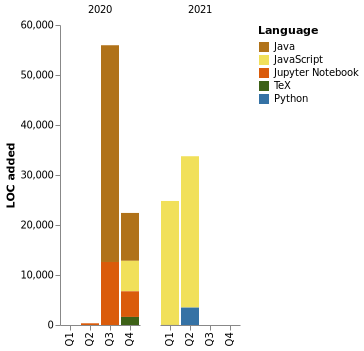 2020
2021
LOC added
60,000
50,000
40,000
30,000
20,000
10,000
0
Q1
Q2
Q3
Q4
Q1
Q2
Q3
Q4
Language
Java
JavaScript
Jupyter Notebook
TeX
Python